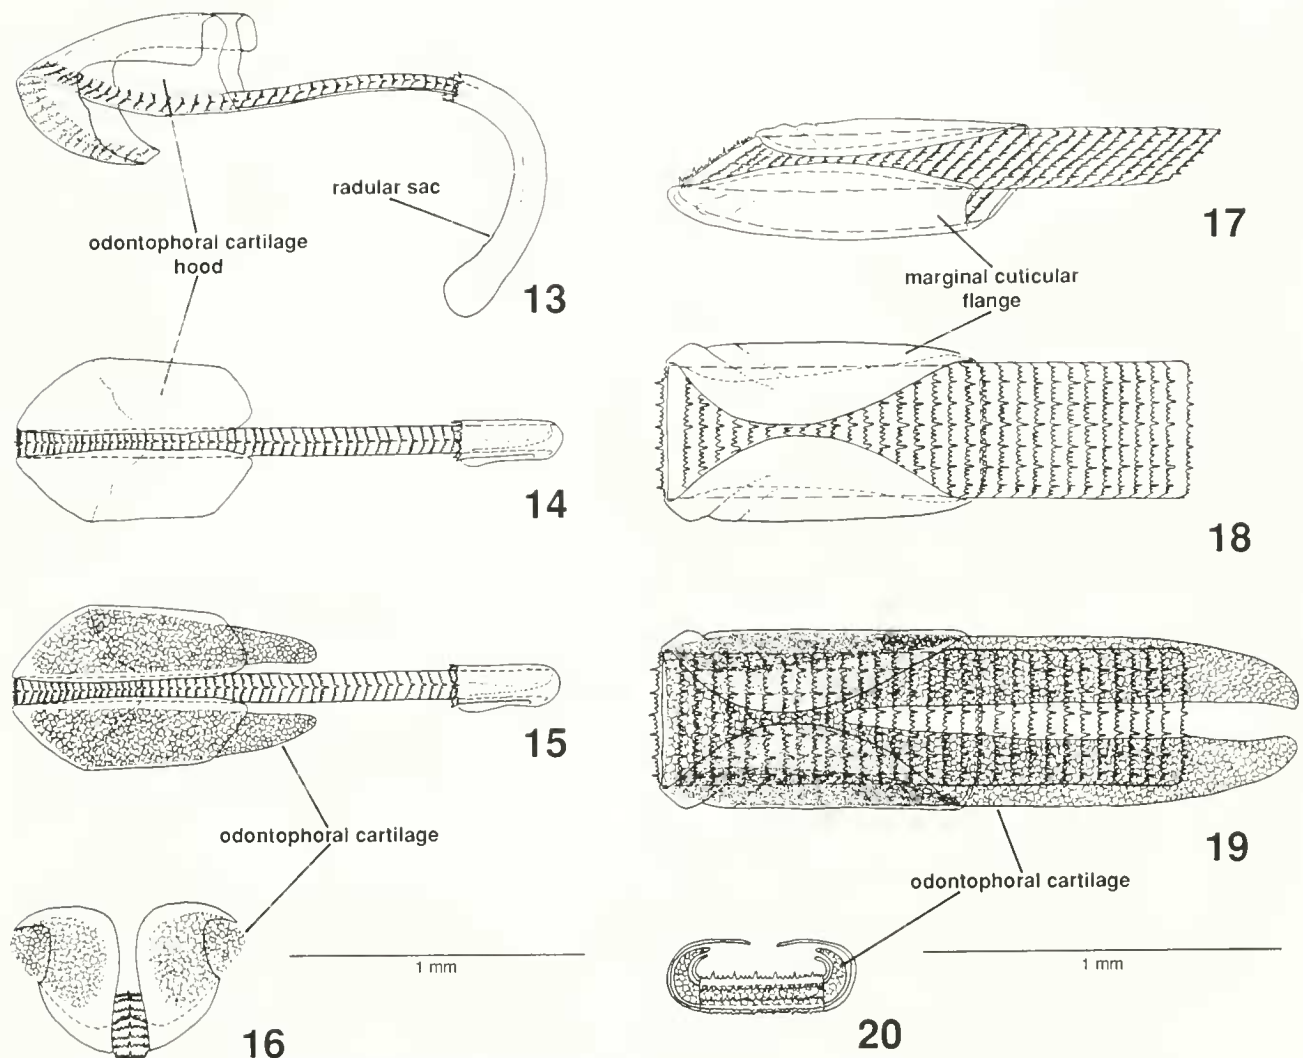 radular sac
odontophoral cartilage
hood
13
14
15
odontophoral cartilage
16
1 mm
17
marginal cuticular
flange
18
19
odontophoral cartilage
20
1 mm